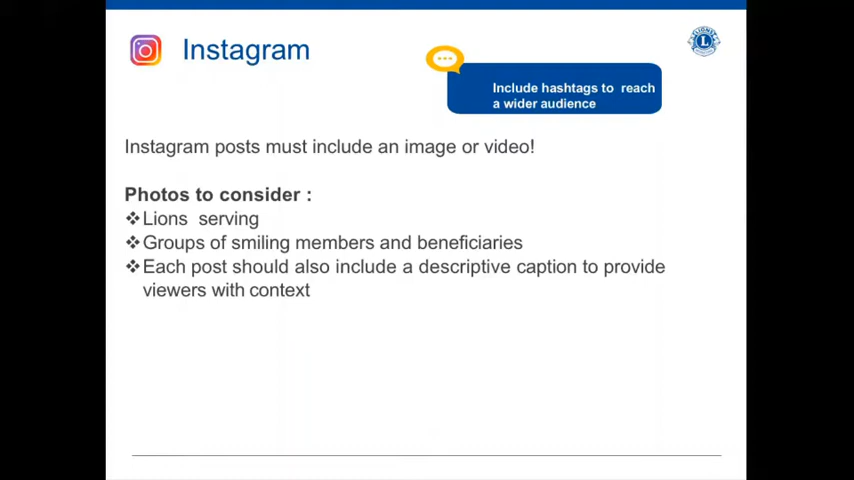 Instagram
Include hashtags to reach
a wider audience
Instagram posts must include an image or video!
Photos to consider :
❖Lions serving
❖Groups of smiling members and beneficiaries
❖Each post should also include a descriptive caption to provide
viewers with context
LIONS
L